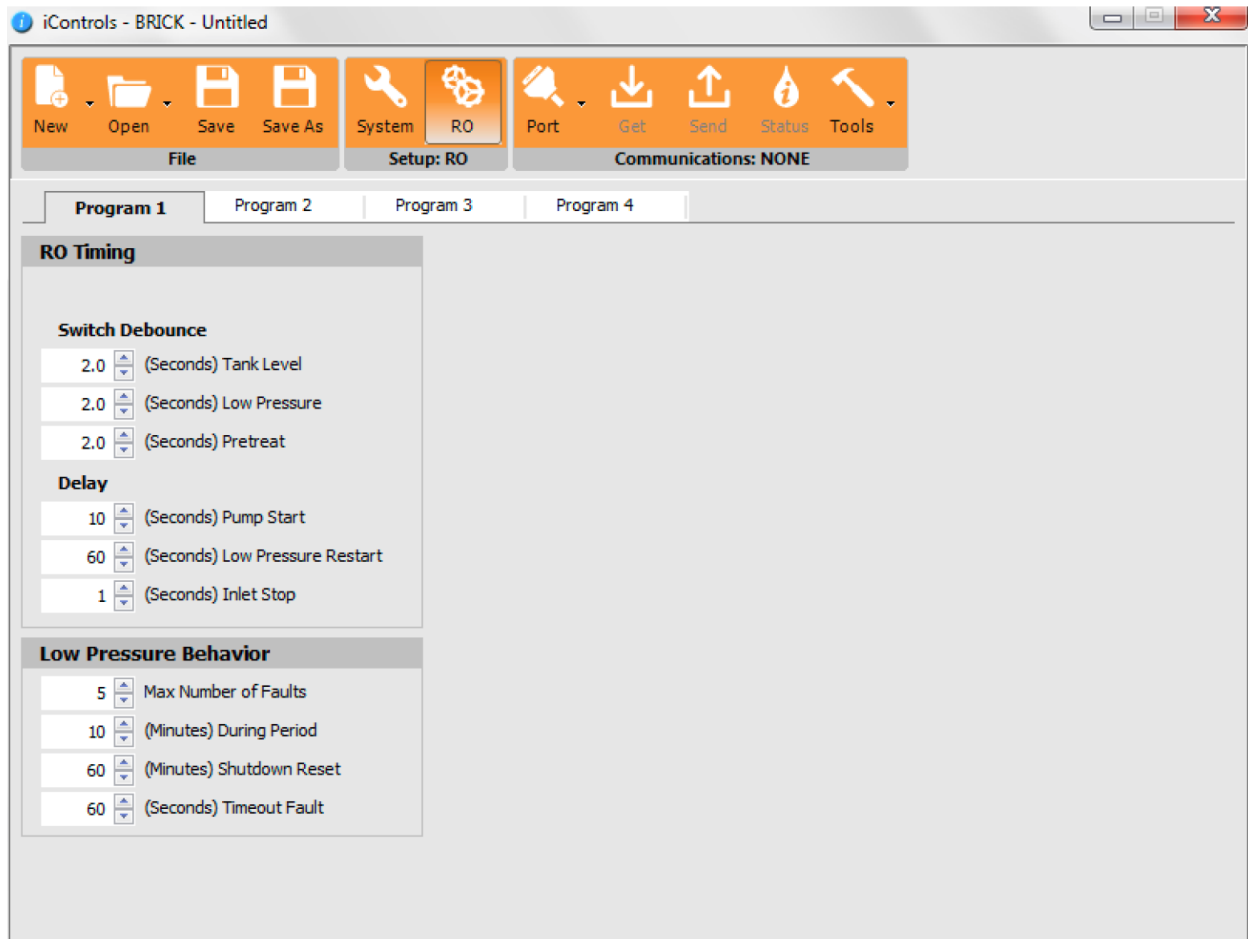 iControls - BRICK - Untitled
New Open Save Save As System RO Port Get Send Status Tools
File Setup: RO Communications: NONE
Program 1 Program 2 Program 3 Program 4
RO Timing
Switch Debounce
2.0 (Seconds) Tank Level
2.0 (Seconds) Low Pressure
2.0 (Seconds) Pretreat
Delay
10 (Seconds) Pump Start
60 (Seconds) Low Pressure Restart
1 (Seconds) Inlet Stop
Low Pressure Behavior
5 Max Number of Faults
10 (Minutes) During Period
60 (Minutes) Shutdown Reset
60 (Seconds) Timeout Fault